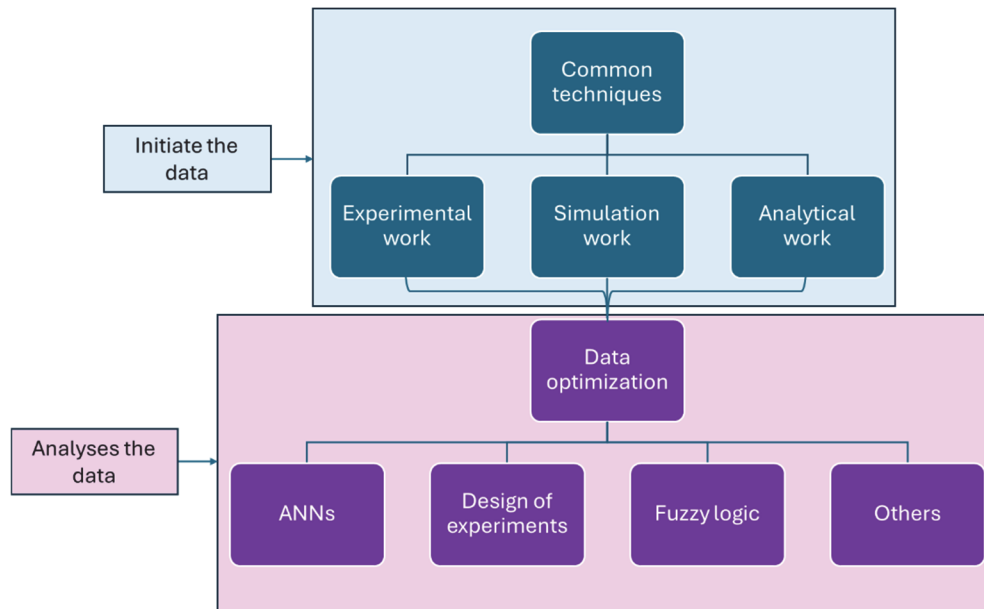 Common
techniques
Initiate the
data
Experimental
work
Simulation
work
Analytical
work
Data
optimization
Analyses the
data
ANNs
Design of
experiments
Fuzzy logic
Others